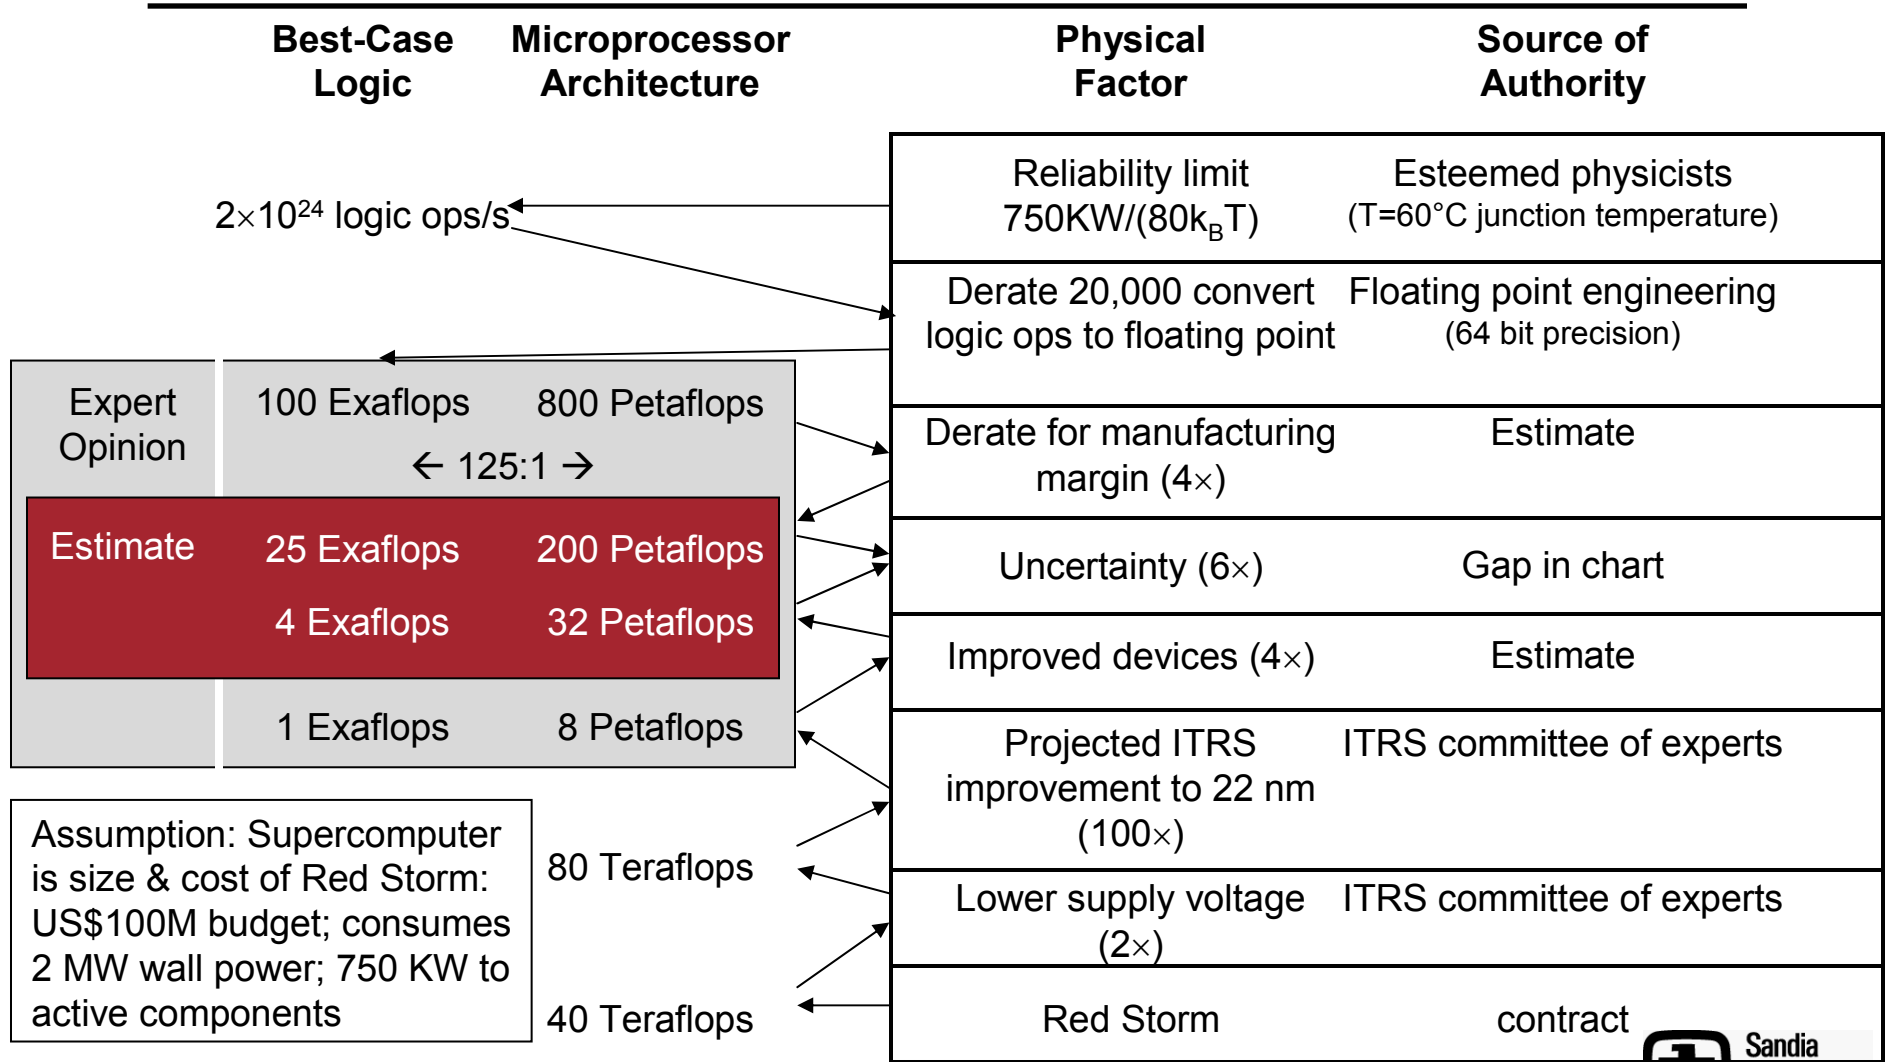 Best-Case
Logic
Microprocessor
Architecture
Physical
Factor
Source of
Authority
2×10²⁴ logic ops/s
Reliability limit
750KW/(80k_BT)
Esteemed physicists
(T=60°C junction temperature)
Derate 20,000 convert
logic ops to floating point
Floating point engineering
(64 bit precision)
Expert
Opinion
100 Exaflops
800 Petaflops
← 125:1 →
Derate for manufacturing
margin (4×)
Estimate
Estimate
25 Exaflops
200 Petaflops
Uncertainty (6×)
Gap in chart
4 Exaflops
32 Petaflops
Improved devices (4×)
Estimate
1 Exaflops
8 Petaflops
Projected ITRS
improvement to 22 nm
(100×)
ITRS committee of experts
80 Teraflops
Lower supply voltage
(2×)
ITRS committee of experts
Assumption: Supercomputer
is size & cost of Red Storm:
US$100M budget; consumes
2 MW wall power; 750 KW to
active components
40 Teraflops
Red Storm
contract
Sandia